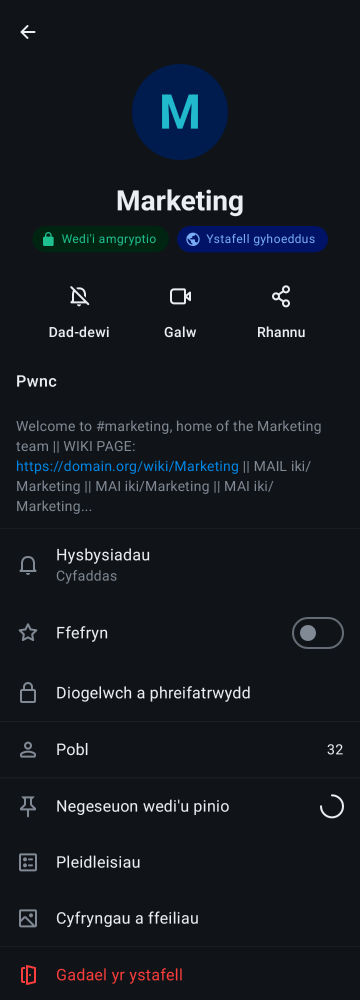 M
Marketing
Wedi'i amgryptio
Ystafell gyhoeddus
Dad-dewi
Galw
Rhannu
Pwnc
Welcome to #marketing, home of the Marketing
team || WIKI PAGE:
https://domain.org/wiki/Marketing || MAIL iki/
Marketing || MAI iki/Marketing || MAI iki/
Marketing...
Hysbysiadau
Cyfaddas
Ffefryn
Diogelwch a phreifatrwydd
Pobl
32
Negeseuon wedi'u pinio
Pleidleisiau
Cyfryngau a ffeiliau
Gadael yr ystafell